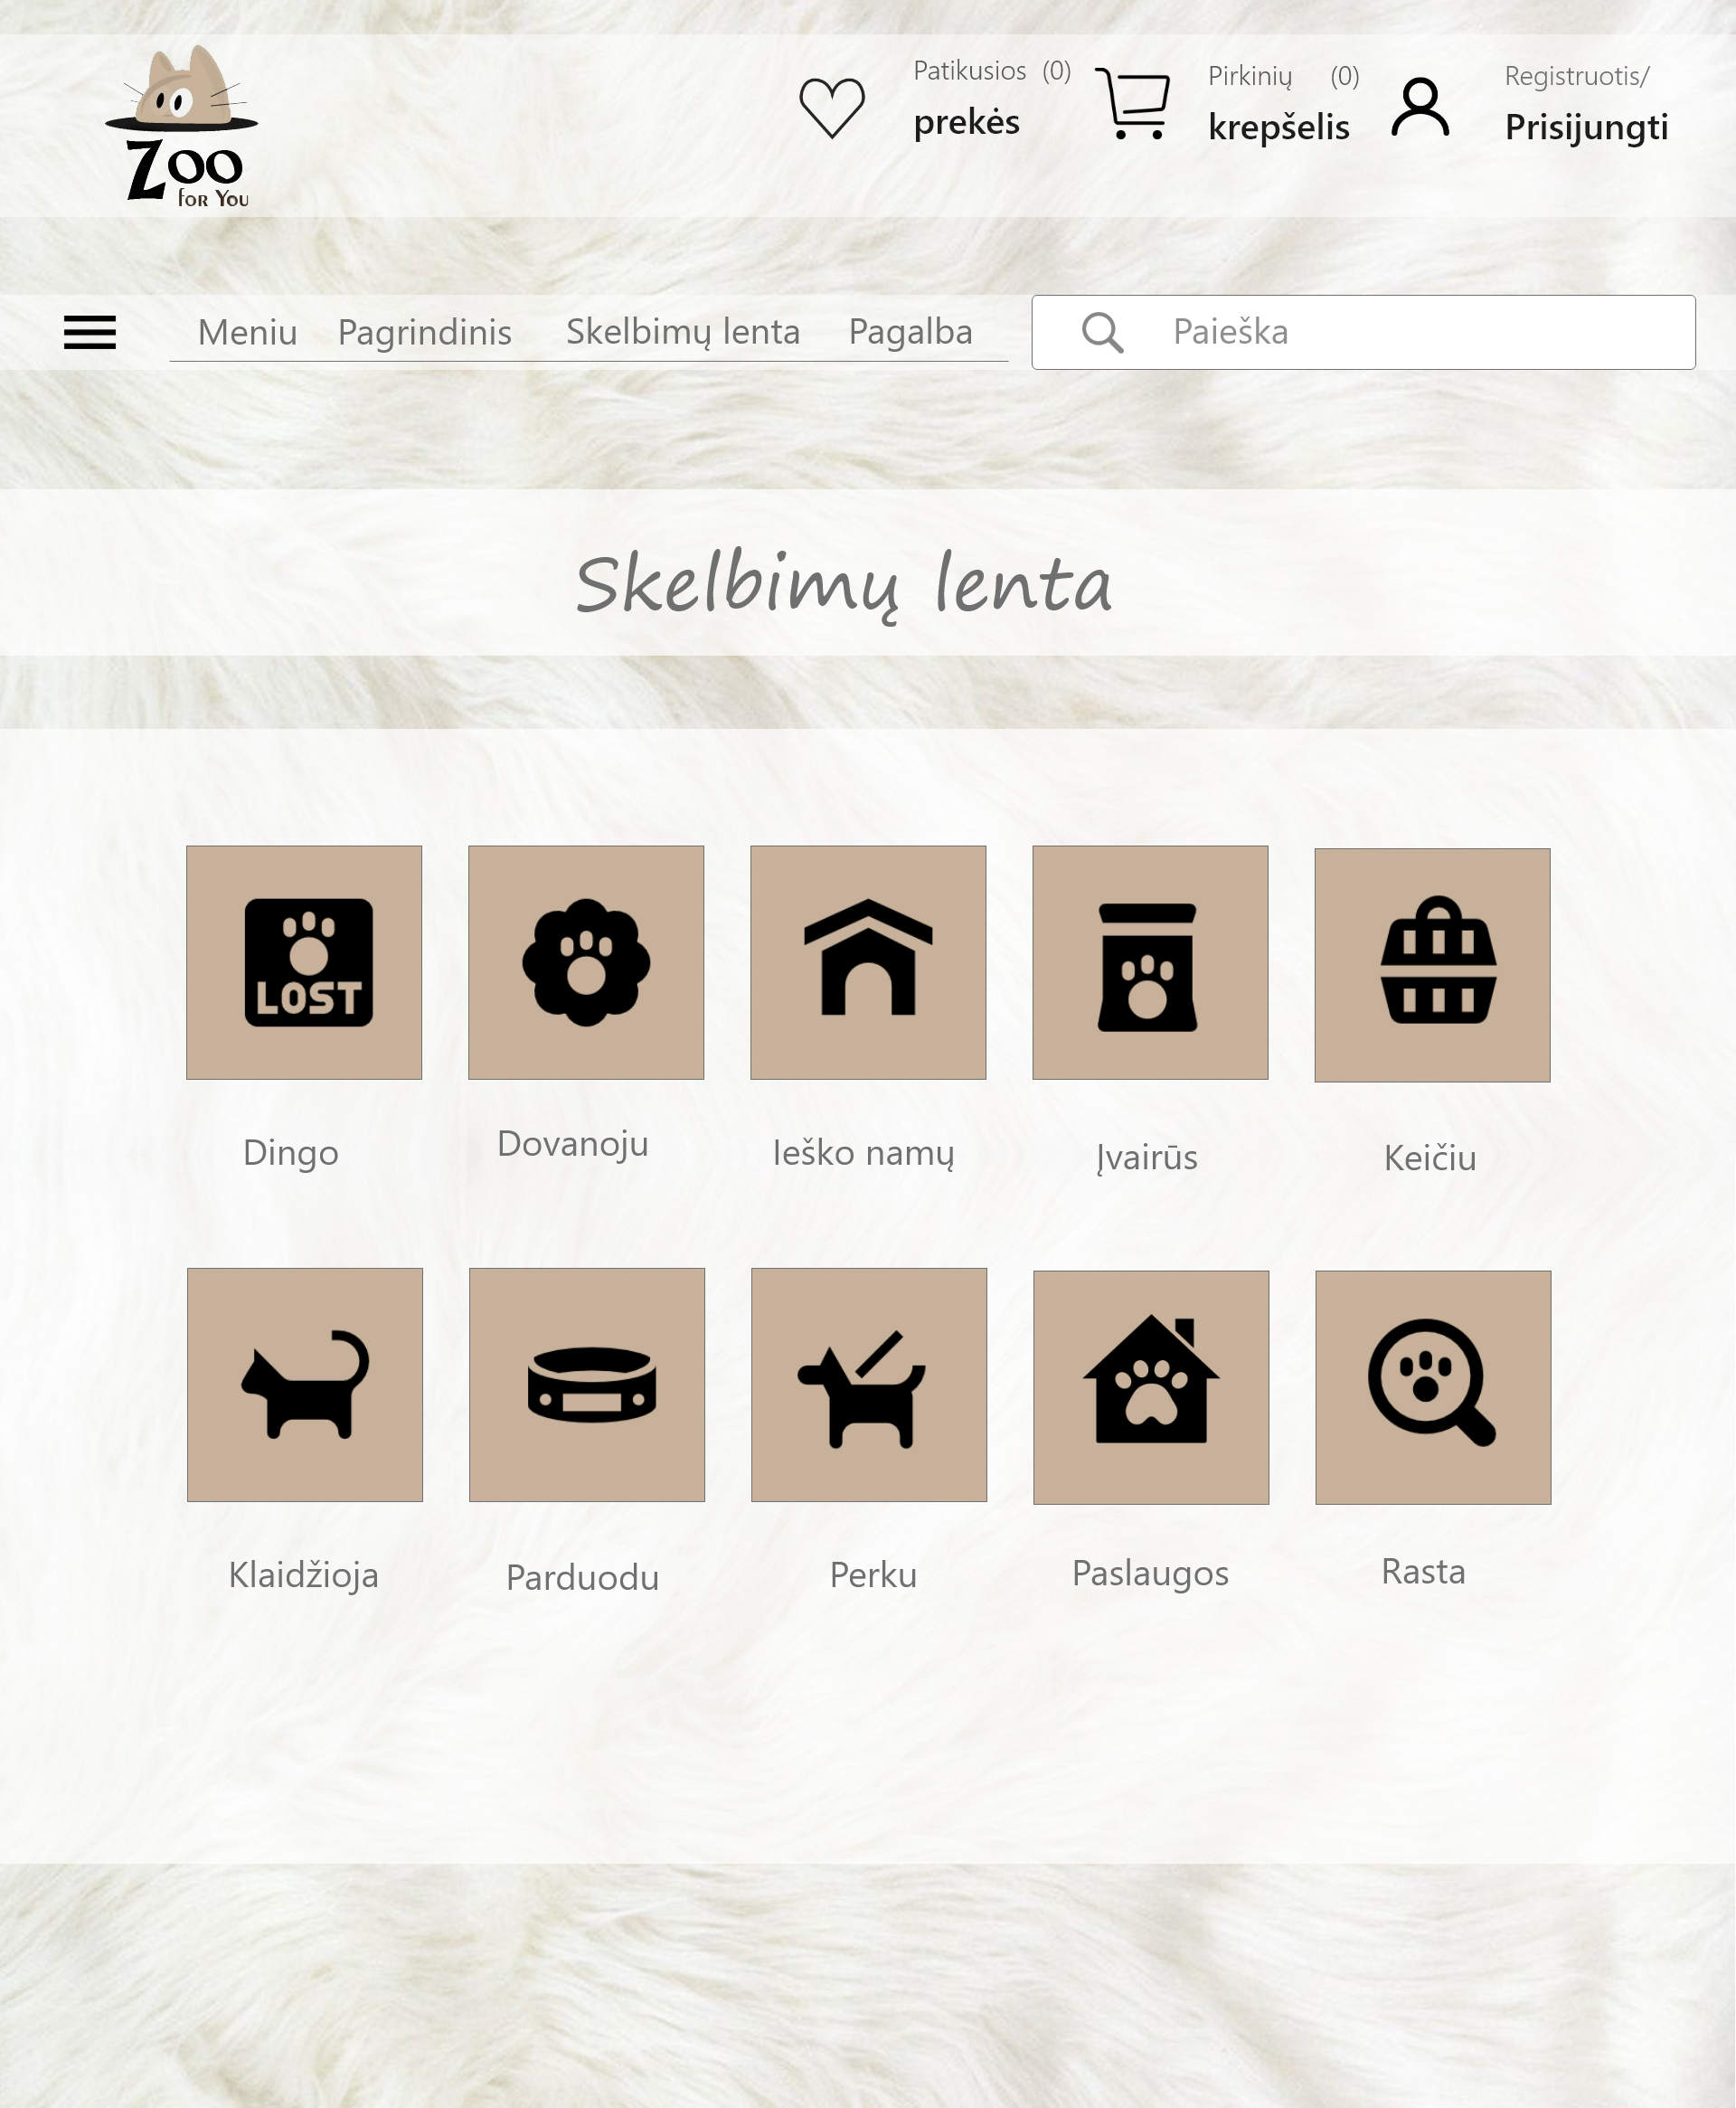 Zoo
for You
Patikusios (0)
prekės
Pirkinių (0)
krepšelis
Registruotis/
Prisijungti
Meniu Pagrindinis Skelbimų lenta Pagalba Paieška
Skelbimų lenta
LOST
Dingo Dovanoju Ieško namų Įvairūs Keičiu
Klaidžioja Parduodu Perku Paslaugos Rasta